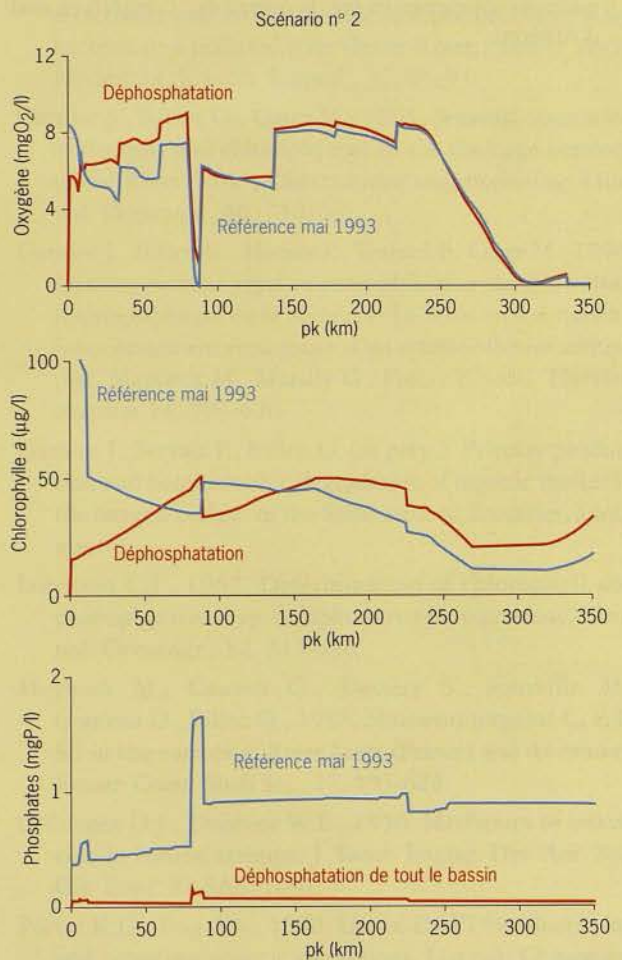 Scénario n° 2
Oxygène (mgO2/l)
12
8
4
0
Déphosphatation
Référence mai 1993
0 50 100 150 200 250 300 350
pk (km)
Chlorophylle a (µg/l)
100
50
0
Référence mai 1993
Déphosphatation
0 50 100 150 200 250 300 350
pk (km)
Phosphates (mgP/l)
2
1
0
Référence mai 1993
Déphosphatation de tout le bassin
0 50 100 150 200 250 300 350
pk (km)